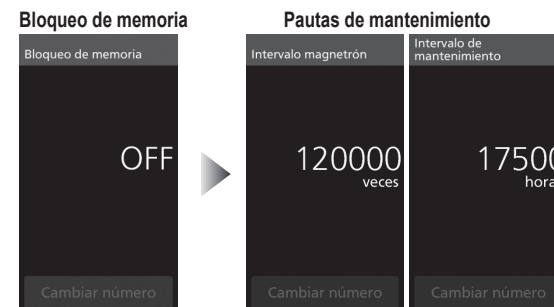 Bloqueo de memoria
Pautas de mantenimiento
Bloqueo de memoria
OFF
Cambiar número
Intervalo magnetrón
120000
veces
Cambiar número
Intervalo de
mantenimiento
17500
hora
Cambiar número